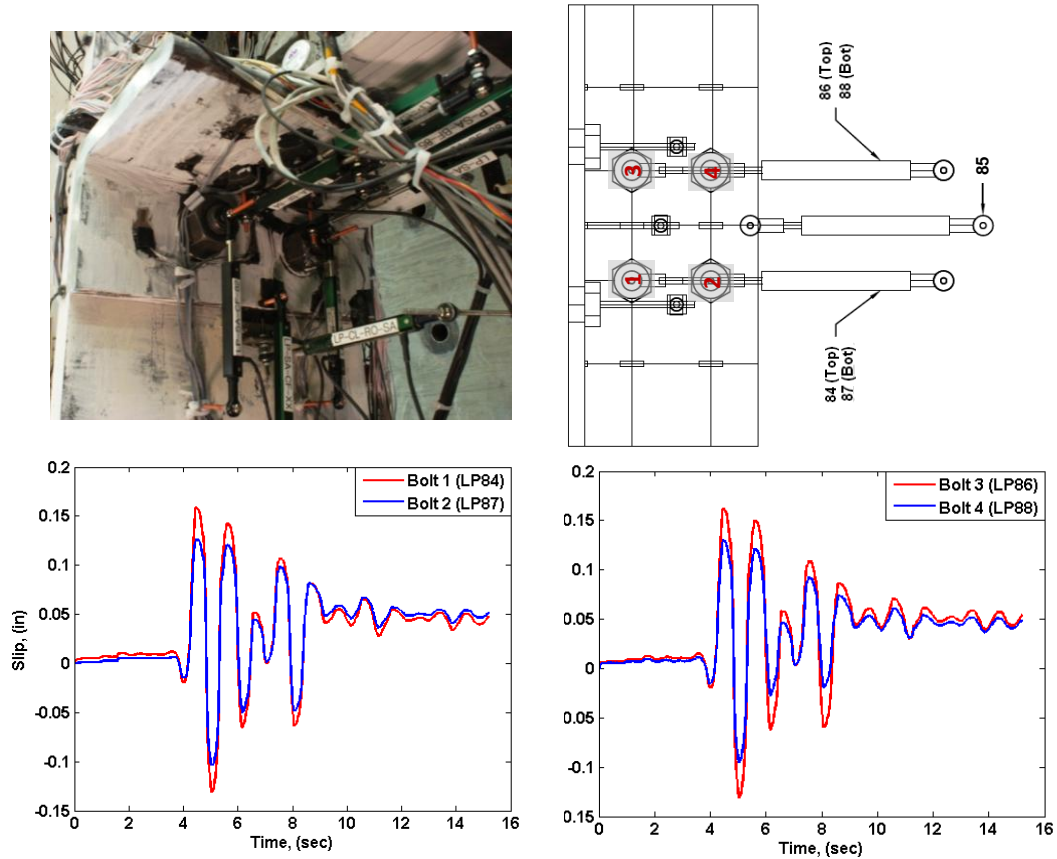 LP-CL-RO-SA
LP-SA-CF-XX
86 (Top)
88 (Bot)
85
3
4
1
2
84 (Top)
87 (Bot)
0.2
0.15
0.1
0.05
0
-0.05
-0.1
-0.15
Slip, (in)
Bolt 1 (LP84)
Bolt 2 (LP87)
0 2 4 6 8 10 12 14 16
Time, (sec)
0.2
0.15
0.1
0.05
0
0.05
0.1
0.15
Bolt 3 (LP86)
Bolt 4 (LP88)
0 2 4 6 8 10 12 14 16
Time, (sec)